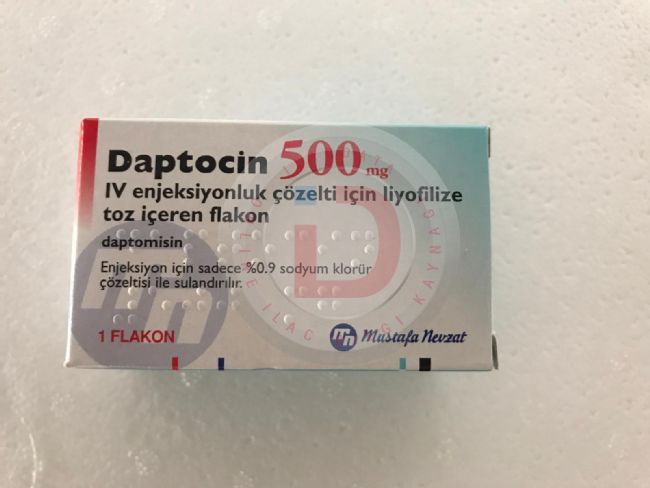 Daptocin 500 mg
IV enjeksiyonluk çözelti için liyofilize
toz içeren flakon
daptomisin
Enjeksiyon için sadece %0.9 sodyum klorür
çözeltisi ile sulandırılır.
1 FLAKON
mn Mustafa Nevzat